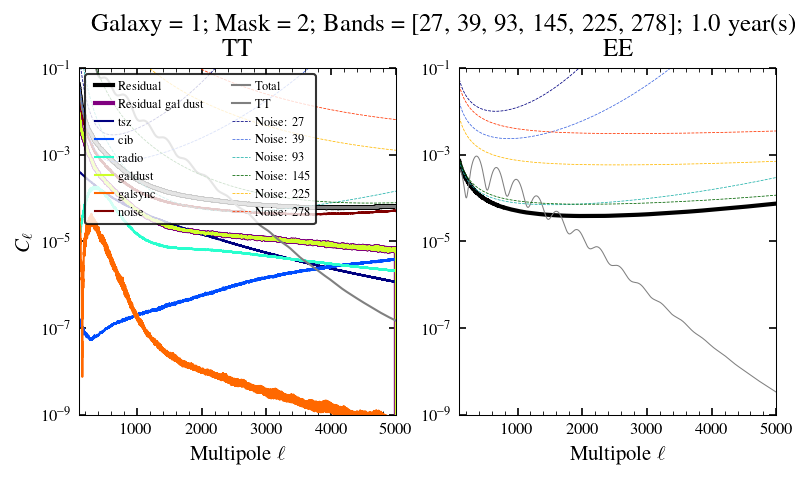 Galaxy = 1; Mask = 2; Bands = [27, 39, 93, 145, 225, 278]; 1.0 year(s)
TT
EE
10⁻¹
10⁻³
10⁻⁵
10⁻⁷
10⁻⁹
C_ℓ
Residual
Residual gal dust
tsz
cib
radio
galdust
galsync
noise
Total
TT
Noise: 27
Noise: 39
Noise: 93
Noise: 145
Noise: 225
Noise: 278
1000 2000 3000 4000 5000
Multipole ℓ
10⁻¹
10⁻³
10⁻⁵
10⁻⁷
10⁻⁹
1000 2000 3000 4000 5000
Multipole ℓ